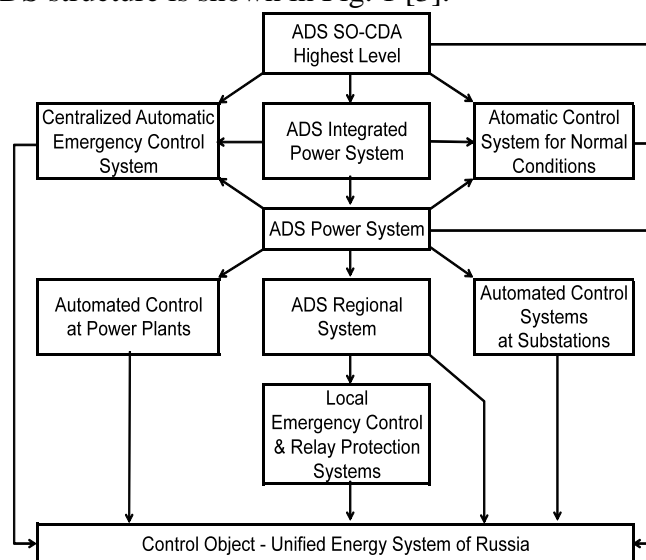 DS structure is shown in Fig. 1 [5].
ADS SO-CDA
Highest Level
Centralized Automatic
Emergency Control
System
ADS Integrated
Power System
Atomatic Control
System for Normal
Conditions
ADS Power System
Automated Control
at Power Plants
ADS Regional
System
Automated Control
Systems
at Substations
Local
Emergency Control
& Relay Protection
Systems
Control Object - Unified Energy System of Russia